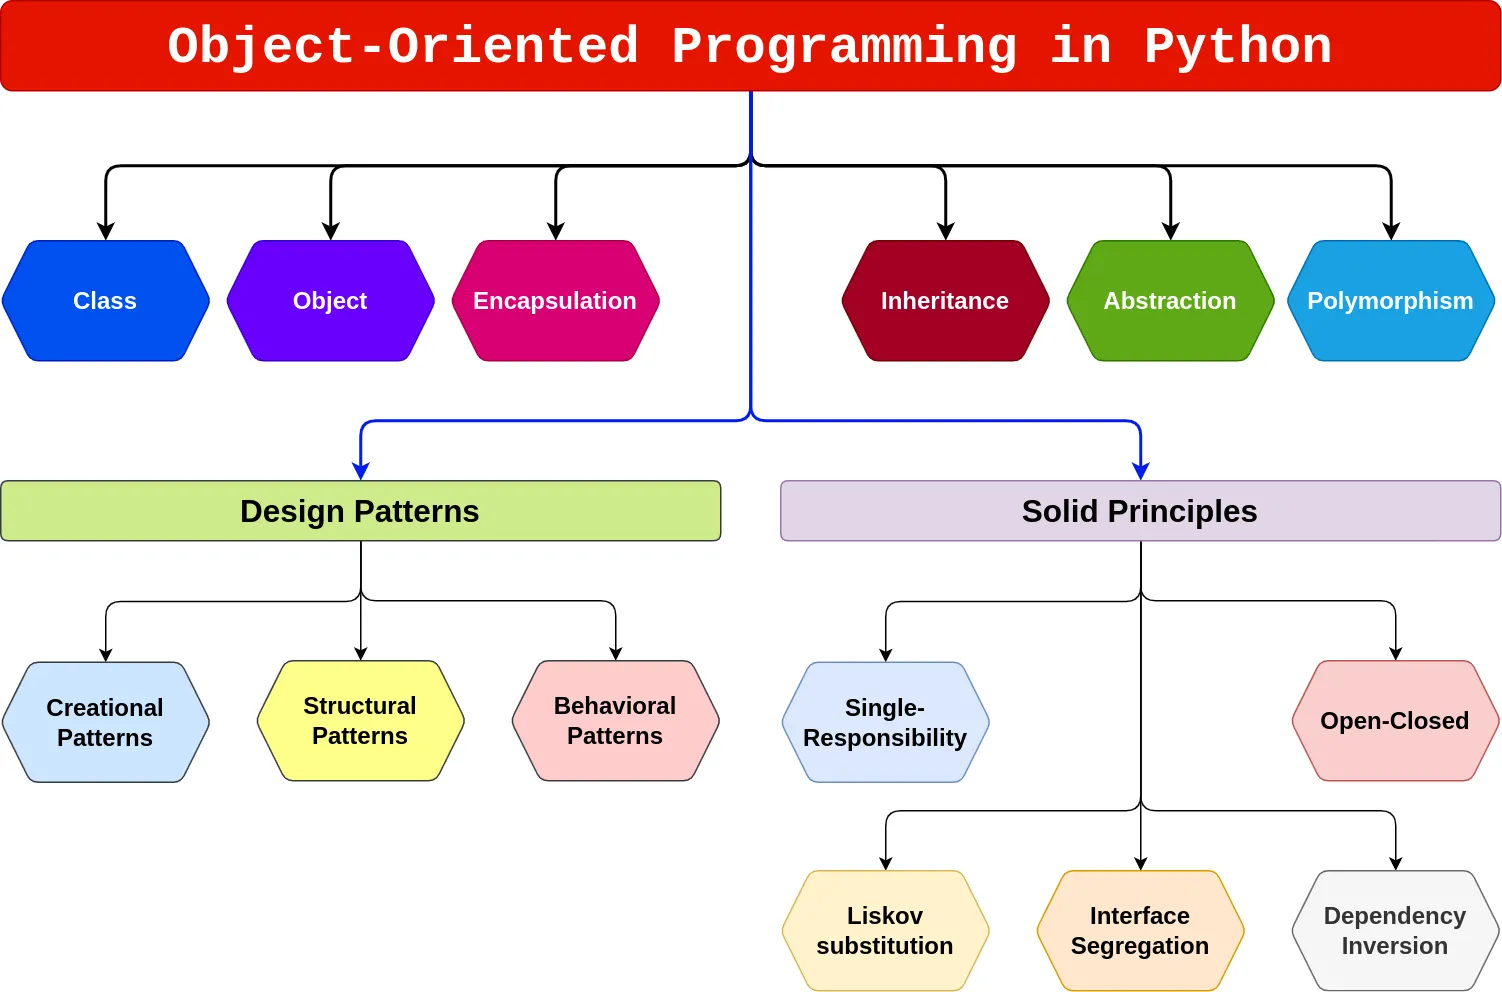 Object-Oriented Programming in Python
Class
Object
Encapsulation
Inheritance
Abstraction
Polymorphism
Design Patterns
Solid Principles
Creational
Patterns
Structural
Patterns
Behavioral
Patterns
Single-
Responsibility
Open-Closed
Liskov
substitution
Interface
Segregation
Dependency
Inversion